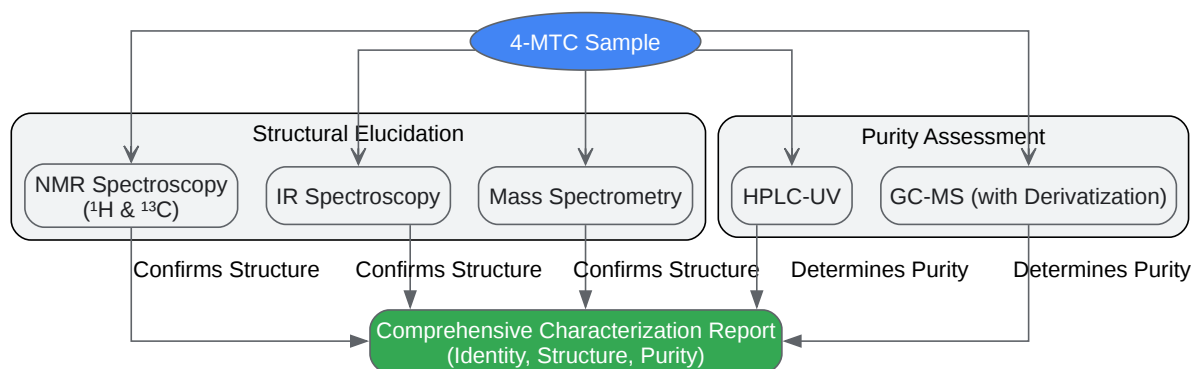 4-MTC Sample
Structural Elucidation
Purity Assessment
NMR Spectroscopy
(¹H & ¹³C)
IR Spectroscopy
Mass Spectrometry
HPLC-UV
GC-MS (with Derivatization)
Confirms Structure
Confirms Structure
Confirms Structure
Determines Purity
Determines Purity
Comprehensive Characterization Report
(Identity, Structure, Purity)